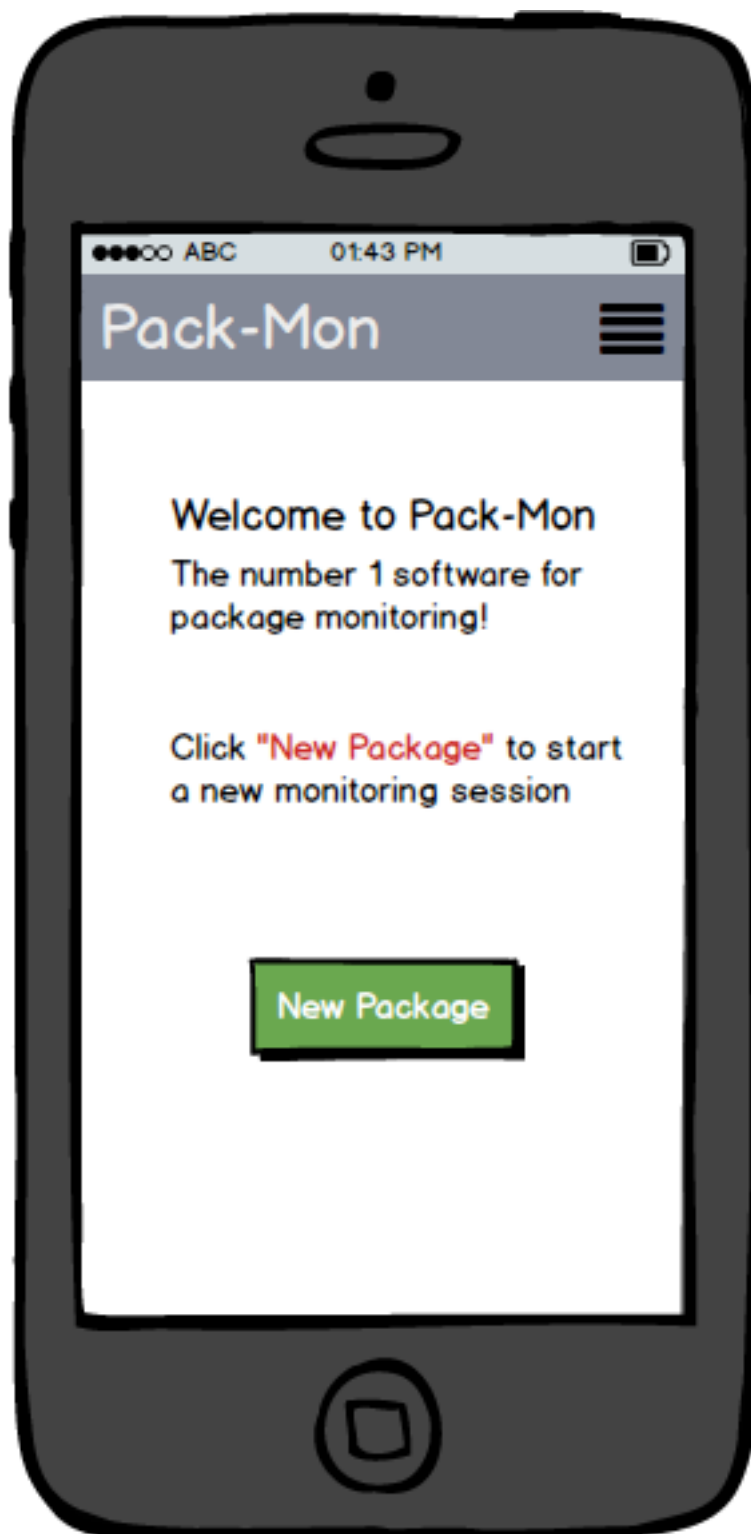 ABC 01:43 PM
Pack-Mon
Welcome to Pack-Mon
The number 1 software for
package monitoring!
Click "New Package" to start
a new monitoring session
New Package